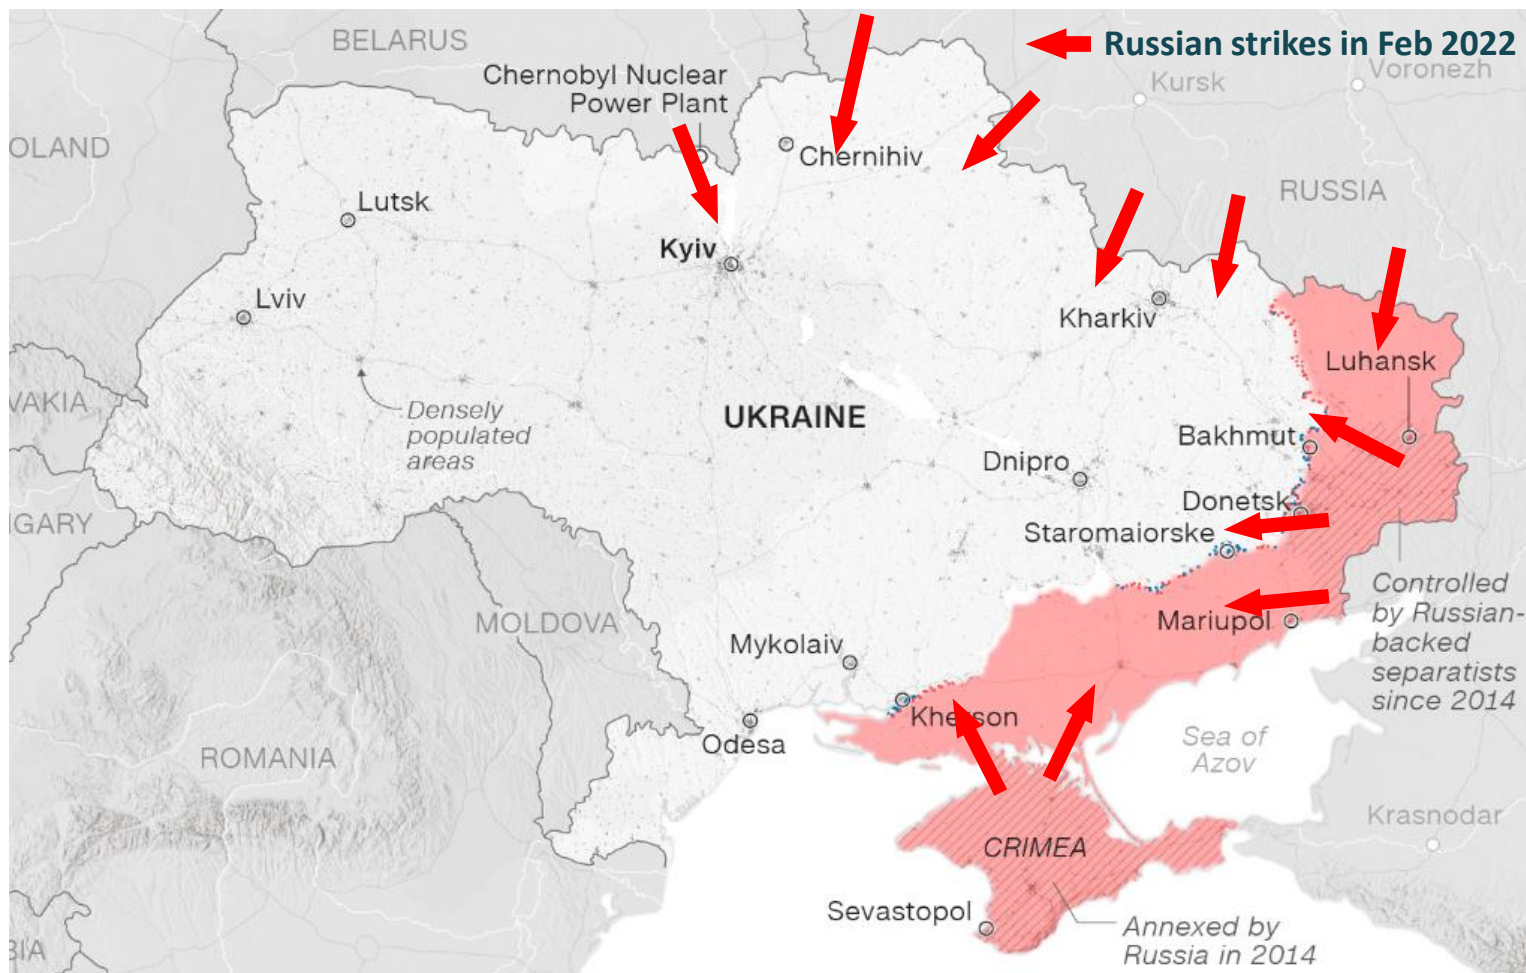 BELARUS
Russian strikes in Feb 2022
Chernobyl Nuclear
Power Plant
Kursk
Voronezh
OLAND
Chernihiv
RUSSIA
Lutsk
Kyiv
Lviv
Kharkiv
Luhansk
VAKIA
Densely
populated
areas
UKRAINE
Bakhmut
Dnipro
Donetsk
Staromaiorske
GARY
Controlled
by Russian-
backed
separatists
since 2014
MOLDOVA
Mariupol
Mykolaiv
Kherson
Odesa
Sea of
Azov
ROMANIA
Krasnodar
CRIMEA
Sevastopol
Annexed by
Russia in 2014
BIA